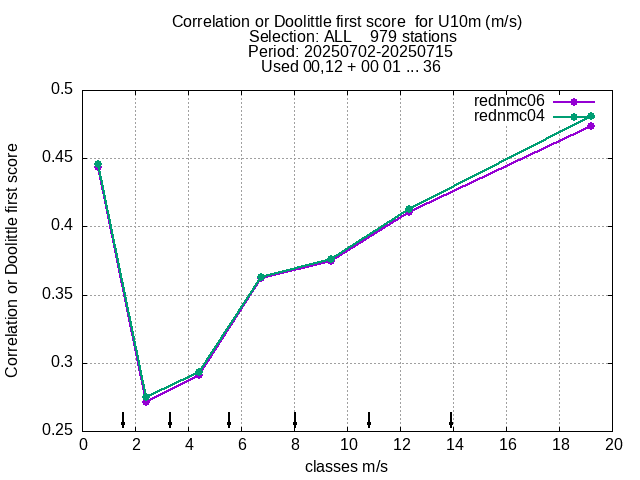 Correlation or Doolittle first score  for U10m (m/s)
Selection: ALL    979 stations
Period: 20250702-20250715
Used 00,12 + 00 01 ... 36
rednmc06
rednmc04
Correlation or Doolittle first score
0.5
0.45
0.4
0.35
0.3
0.25
0 2 4 6 8 10 12 14 16 18 20
classes m/s